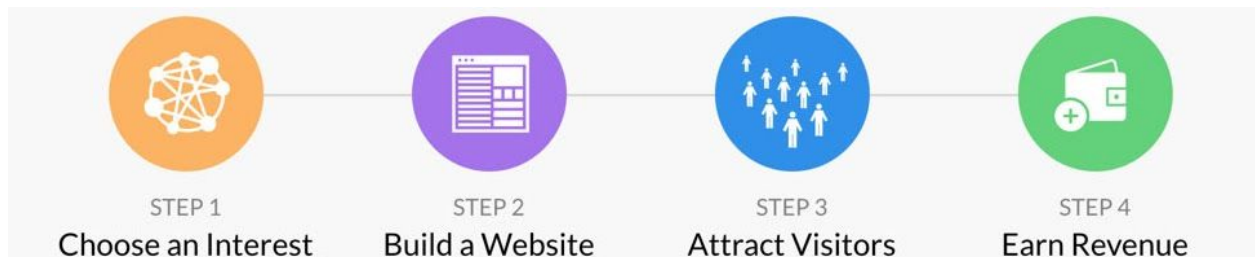 STEP 1
Choose an Interest
STEP 2
Build a Website
STEP 3
Attract Visitors
STEP 4
Earn Revenue